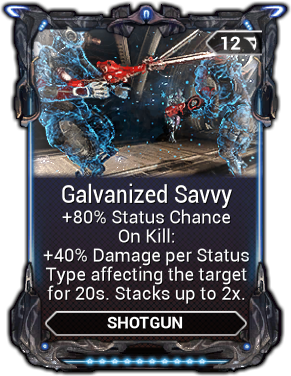 12
Galvanized Savvy
+80% Status Chance
On Kill:
+40% Damage per Status
Type affecting the target
for 20s. Stacks up to 2x.
SHOTGUN